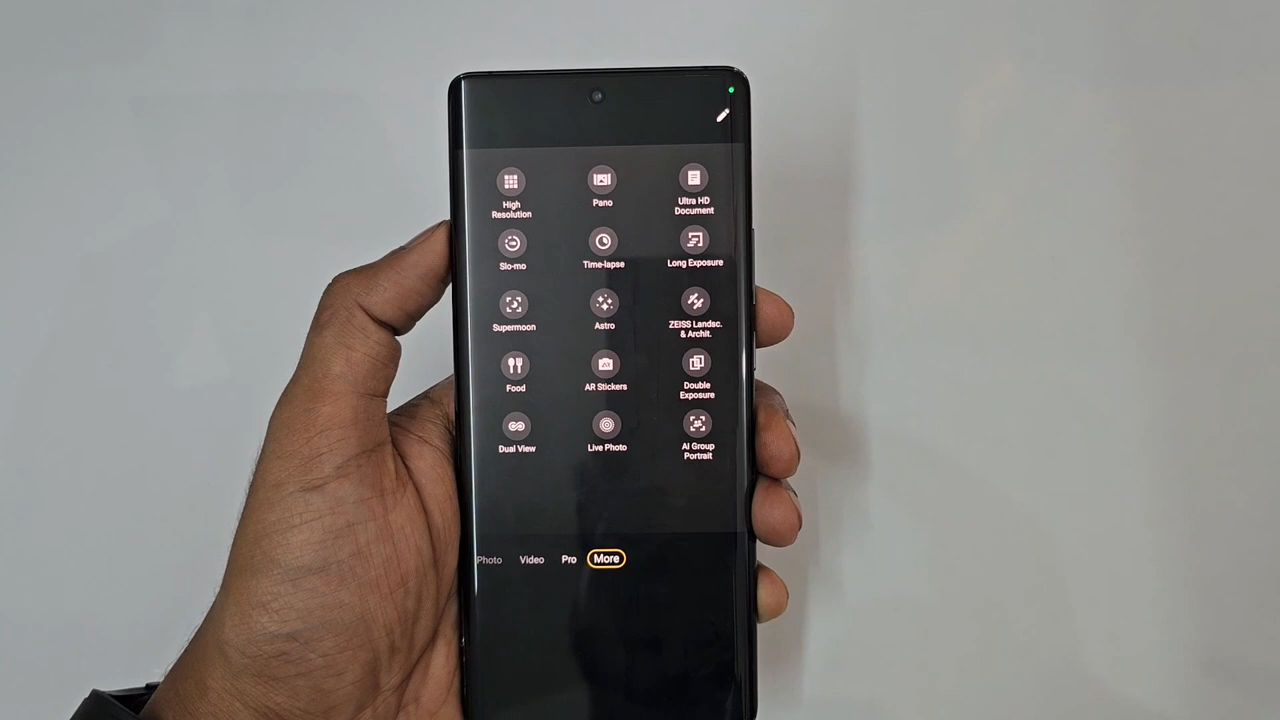 High
Resolution
Pano
Ultra HD
Document
Slo-mo
Time-lapse
Long Exposure
Supermoon
Astro
ZEISS Landsc.
& Archit.
Food
AR Stickers
Double
Exposure
Dual View
Live Photo
AI Group
Portrait
Photo Video Pro More